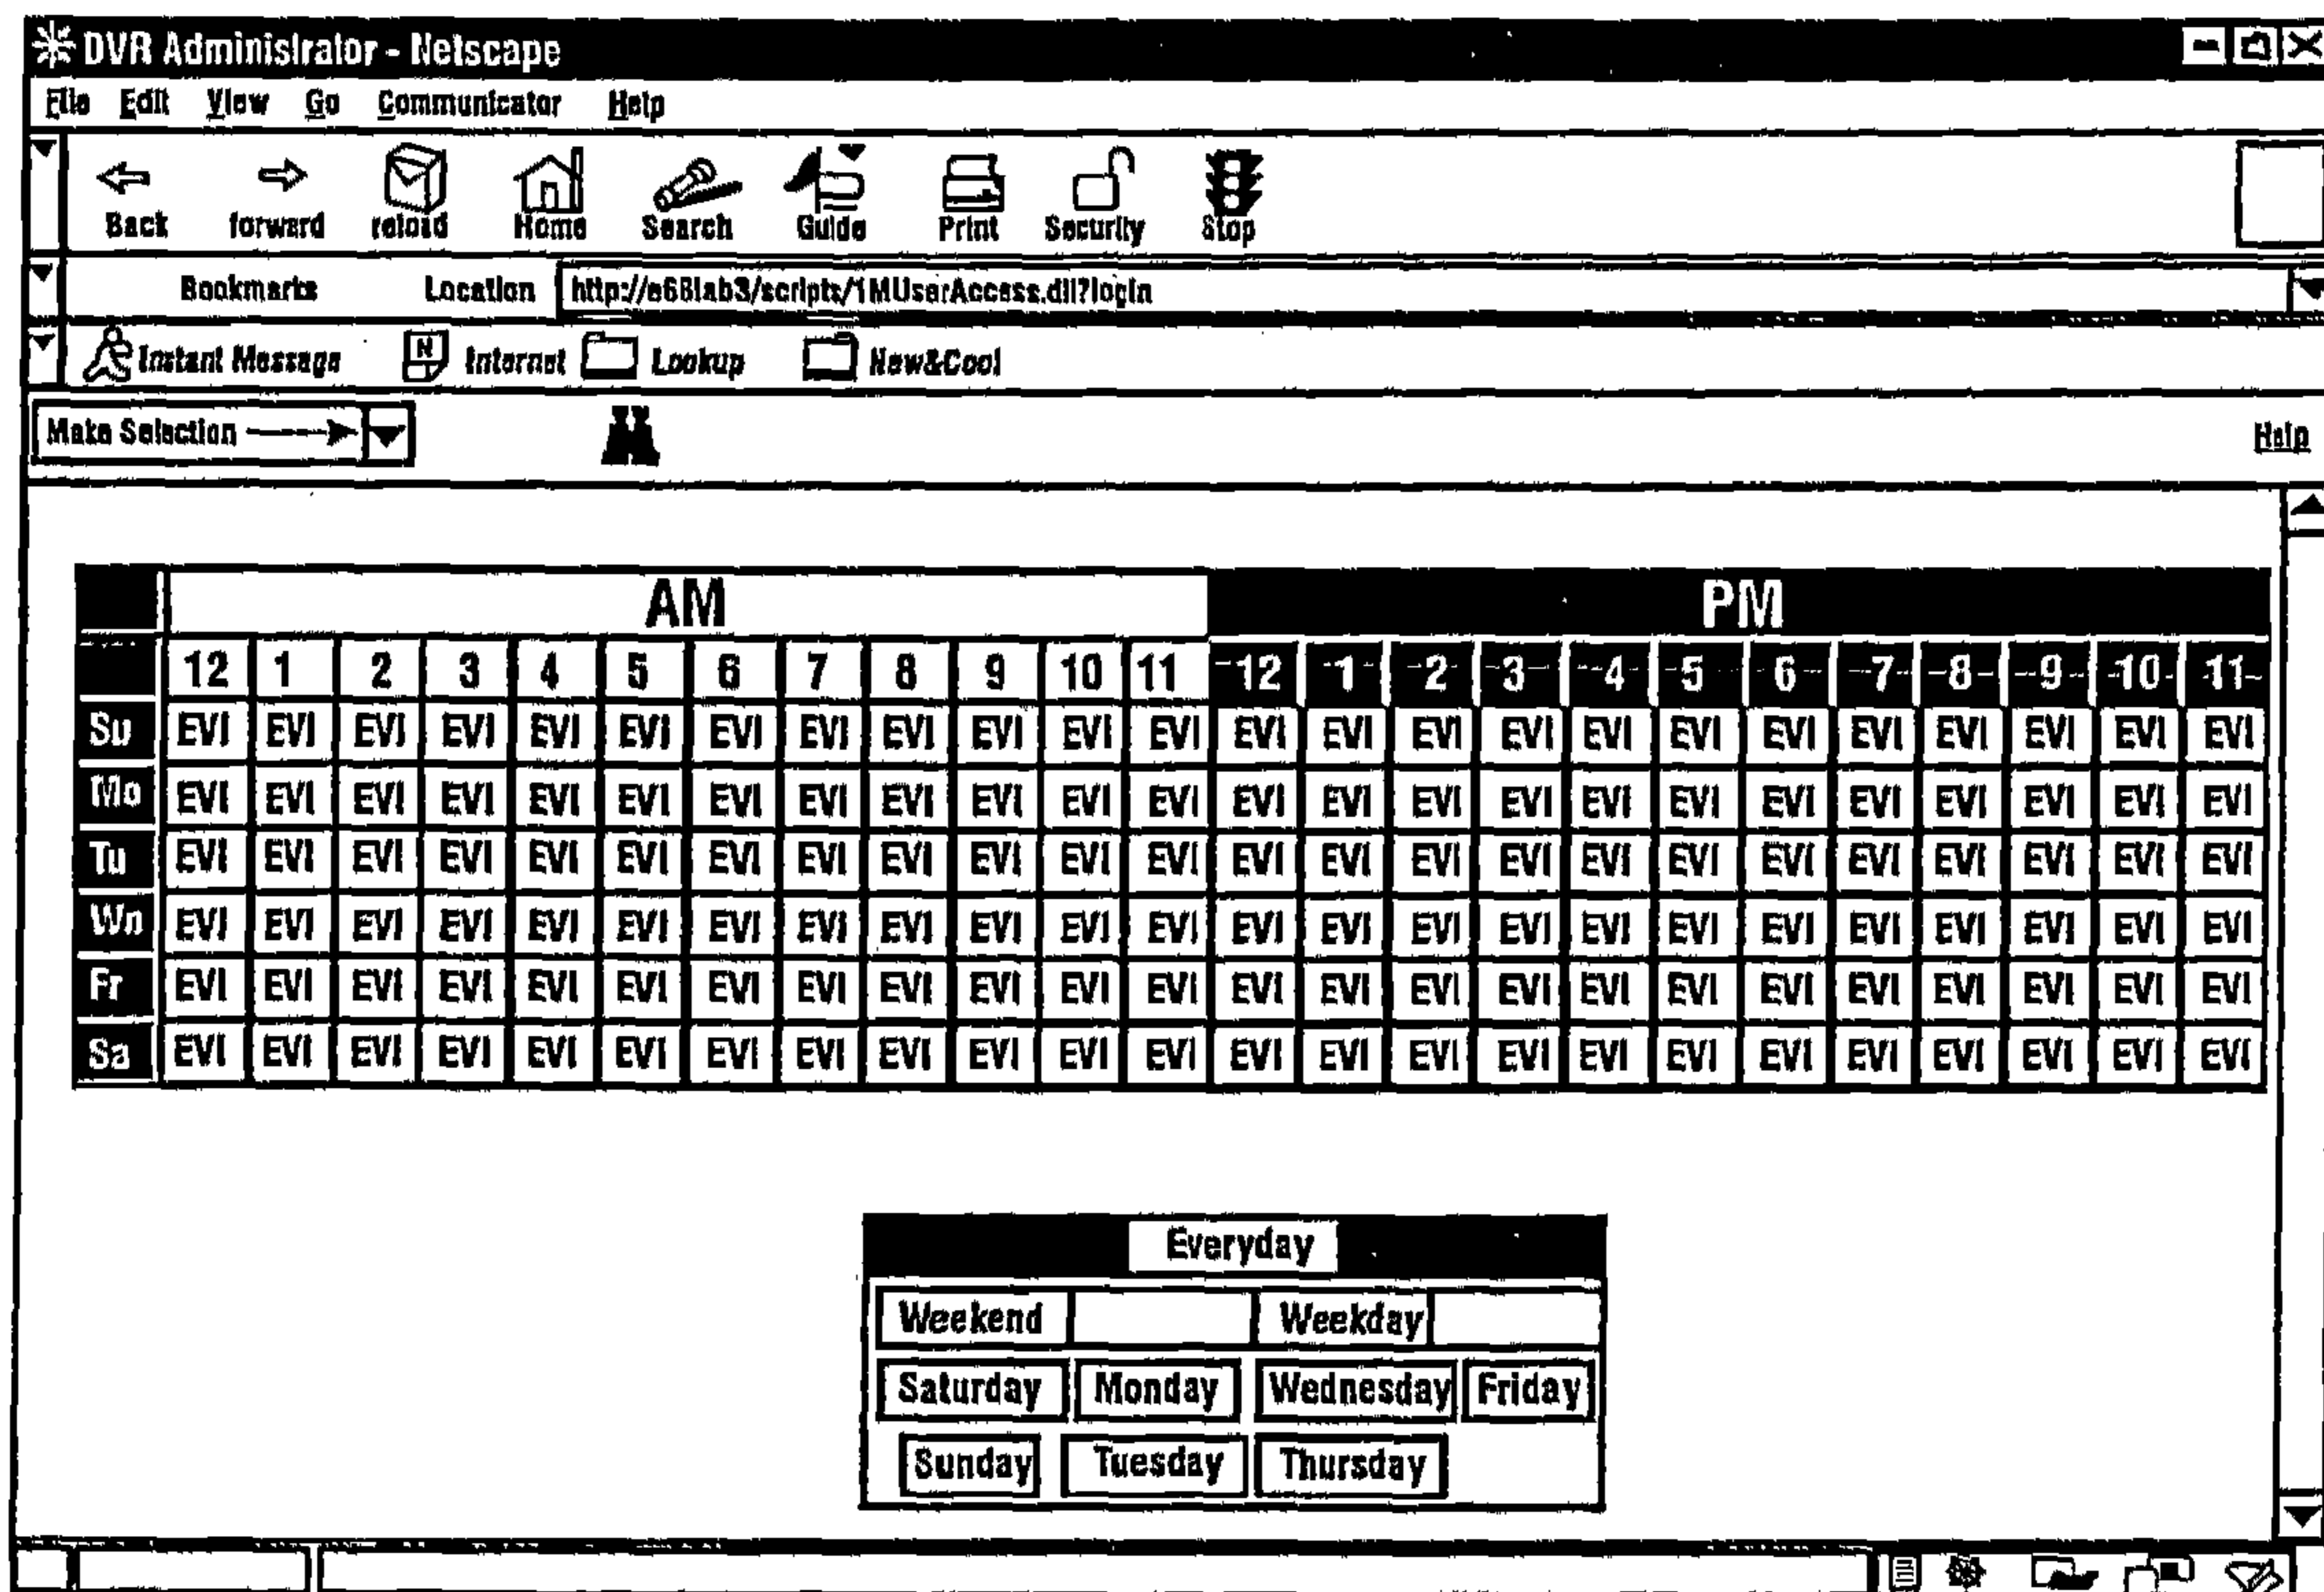 DVR Administrator - Netscape
File Edit View Go Communicator Help
Back forward reload Home Search Guide Print Security Stop
Bookmarks Location http://e68lab3/scripts/1MUserAccess.dll?login
Instant Message N Internet Lookup New&Cool
Make Selection Help
AM PM
12 1 2 3 4 5 6 7 8 9 10 11 12 1 2 3 4 5 6 7 8 9 10 11
Su EVI EVI EVI EVI EVI EVI EVI EVI EVI EVI EVI EVI EVI EVI EVI EVI EVI EVI EVI EVI EVI EVI EVI EVI
Mo EVI EVI EVI EVI EVI EVI EVI EVI EVI EVI EVI EVI EVI EVI EVI EVI EVI EVI EVI EVI EVI EVI EVI EVI
Tu EVI EVI EVI EVI EVI EVI EVI EVI EVI EVI EVI EVI EVI EVI EVI EVI EVI EVI EVI EVI EVI EVI EVI EVI
Wn EVI EVI EVI EVI EVI EVI EVI EVI EVI EVI EVI EVI EVI EVI EVI EVI EVI EVI EVI EVI EVI EVI EVI EVI
Fr EVI EVI EVI EVI EVI EVI EVI EVI EVI EVI EVI EVI EVI EVI EVI EVI EVI EVI EVI EVI EVI EVI EVI EVI
Sa EVI EVI EVI EVI EVI EVI EVI EVI EVI EVI EVI EVI EVI EVI EVI EVI EVI EVI EVI EVI EVI EVI EVI EVI
Everyday
Weekend Weekday
Saturday Monday Wednesday Friday
Sunday Tuesday Thursday